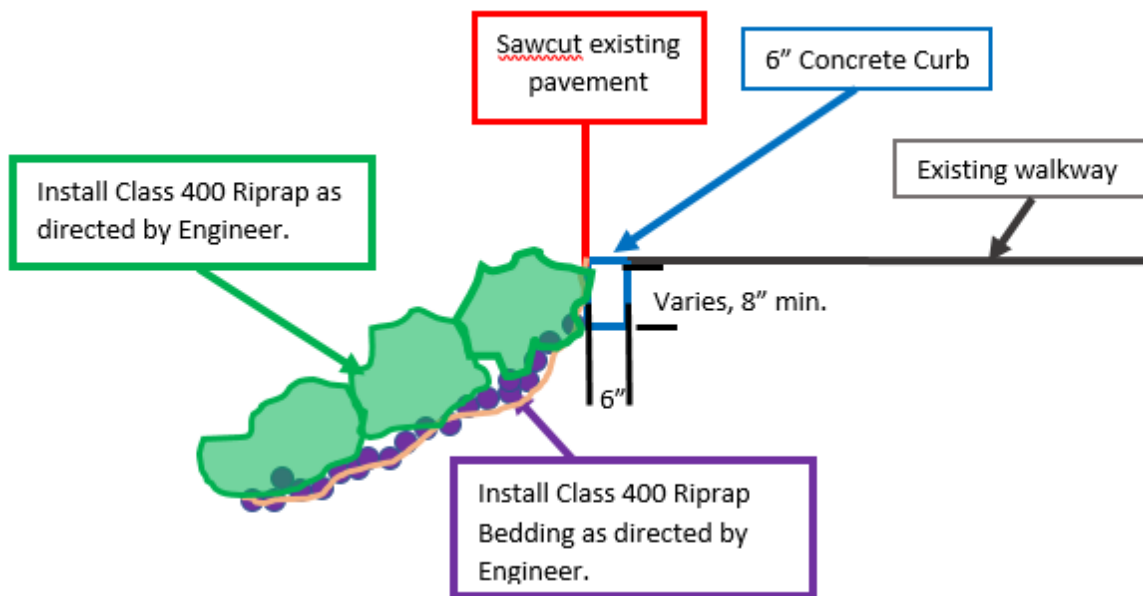 Sawcut existing
pavement
6” Concrete Curb
Existing walkway
Install Class 400 Riprap as
directed by Engineer.
Varies, 8” min.
6”
Install Class 400 Riprap
Bedding as directed by
Engineer.